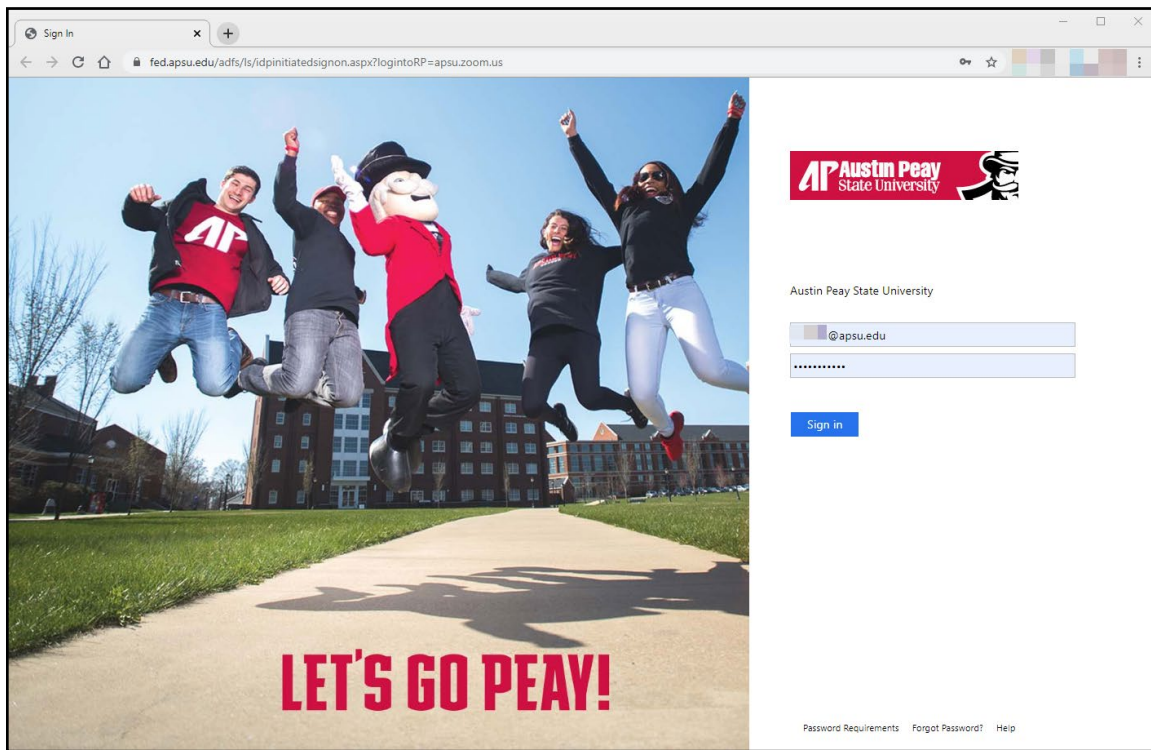 Sign In
fed.apsu.edu/adfs/ls/idpinitiatedsignon.aspx?logintoRP=apsu.zoom.us
AP
AP Austin Peay
State University
Austin Peay State University
@apsu.edu
Sign in
LET'S GO PEAY!
Password Requirements Forgot Password? Help